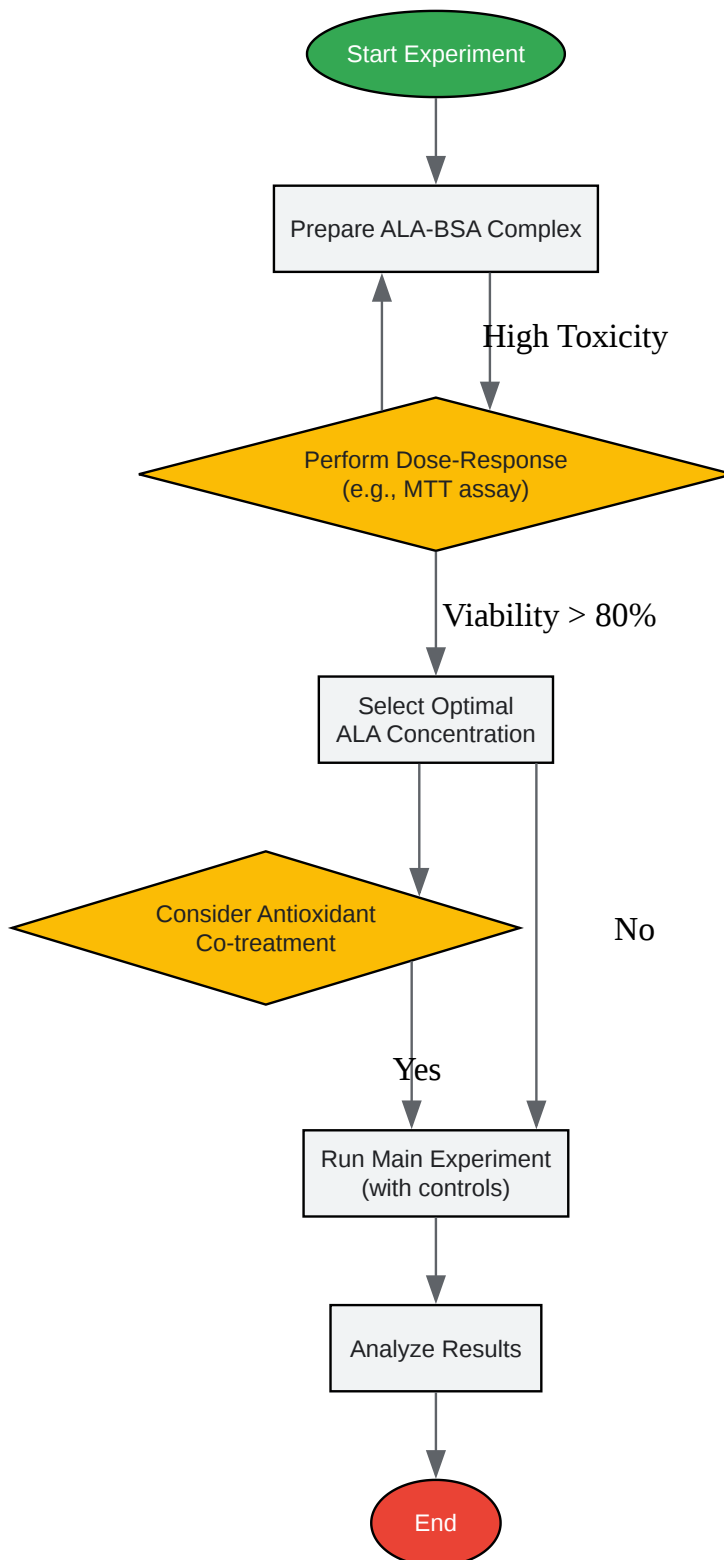 Start Experiment
Prepare ALA-BSA Complex
High Toxicity
Perform Dose-Response
(e.g., MTT assay)
Viability > 80%
Select Optimal
ALA Concentration
Consider Antioxidant
Co-treatment
No
Yes
Run Main Experiment
(with controls)
Analyze Results
End